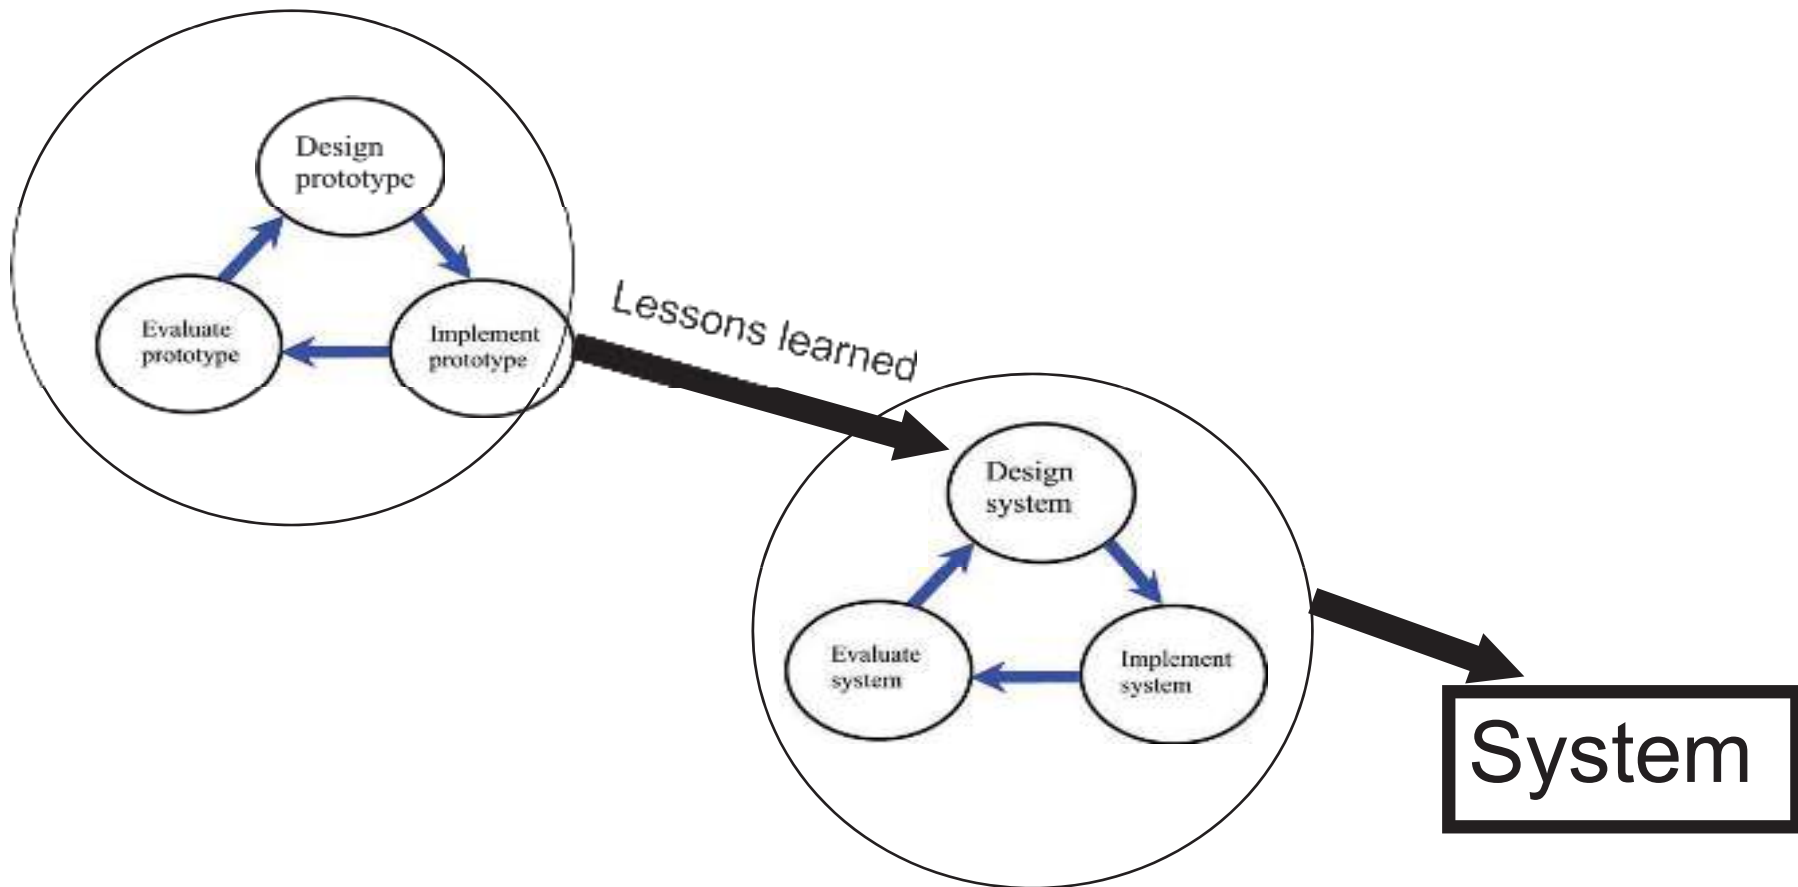 Design
prototype
Evaluate
prototype
Implement
prototype
Lessons learned
Design
system
Evaluate
system
Implement
system
System